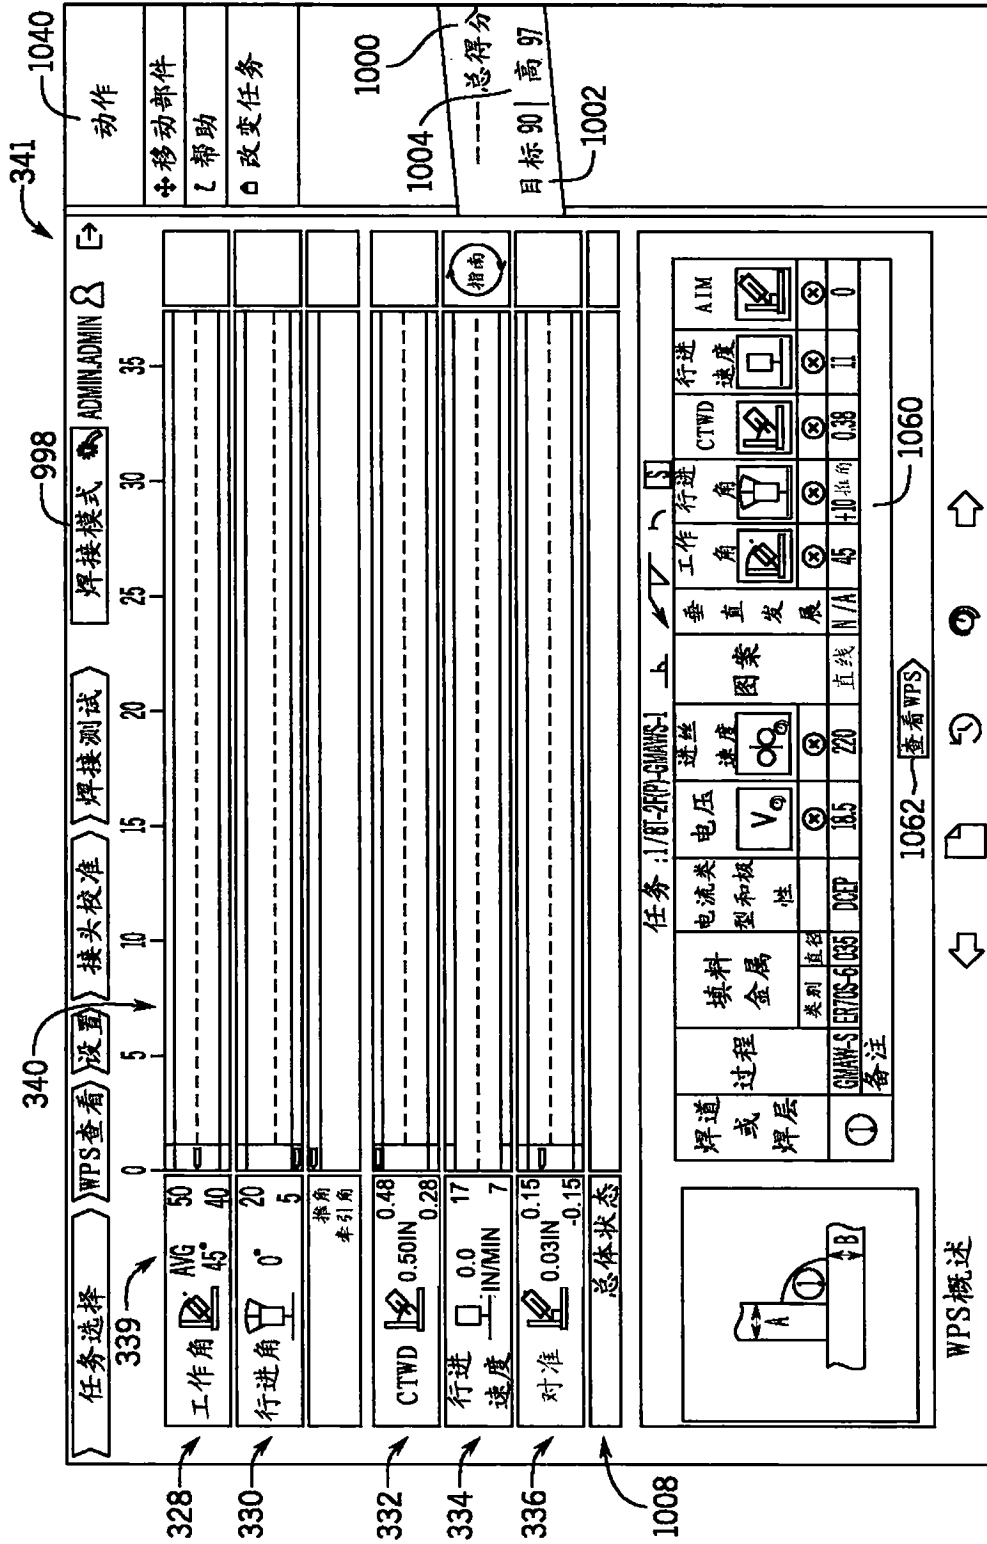 341
998
1040
340
339
任务选择
WPS查看
设置
接头校准
焊接测试
焊接模式
ADMIN.ADMIN
动作
移动部件
帮助
改变任务
0 5 10 15 20 25 30 35
328
工作角
AVG 45°
50
40
330
行进角
0°
20
5
推角
牵引角
332
CTWD
0.50IN
0.48
0.28
334
行进速度
0.0
IN/MIN
17
7
指南
336
对准
0.03IN
0.15
-0.15
1008
总体状态
1000
总得分
1004
目标 90 | 高 97
1002
任务:1/8T-2F(P)-GMAWS-1
S
焊道或焊层
过程
填料金属
类别
直径
电流类型和极性
电压
V
进丝速度
图案
垂直发展
工作角
行进角
CTWD
行进速度
AIM
1
GMAW-S
ER70S-6
035
DCEP
18.5
220
直线
N/A
45
+10推角
0.38
11
0
备注
1060
A
1
B
1062
查看WPS
WPS概述